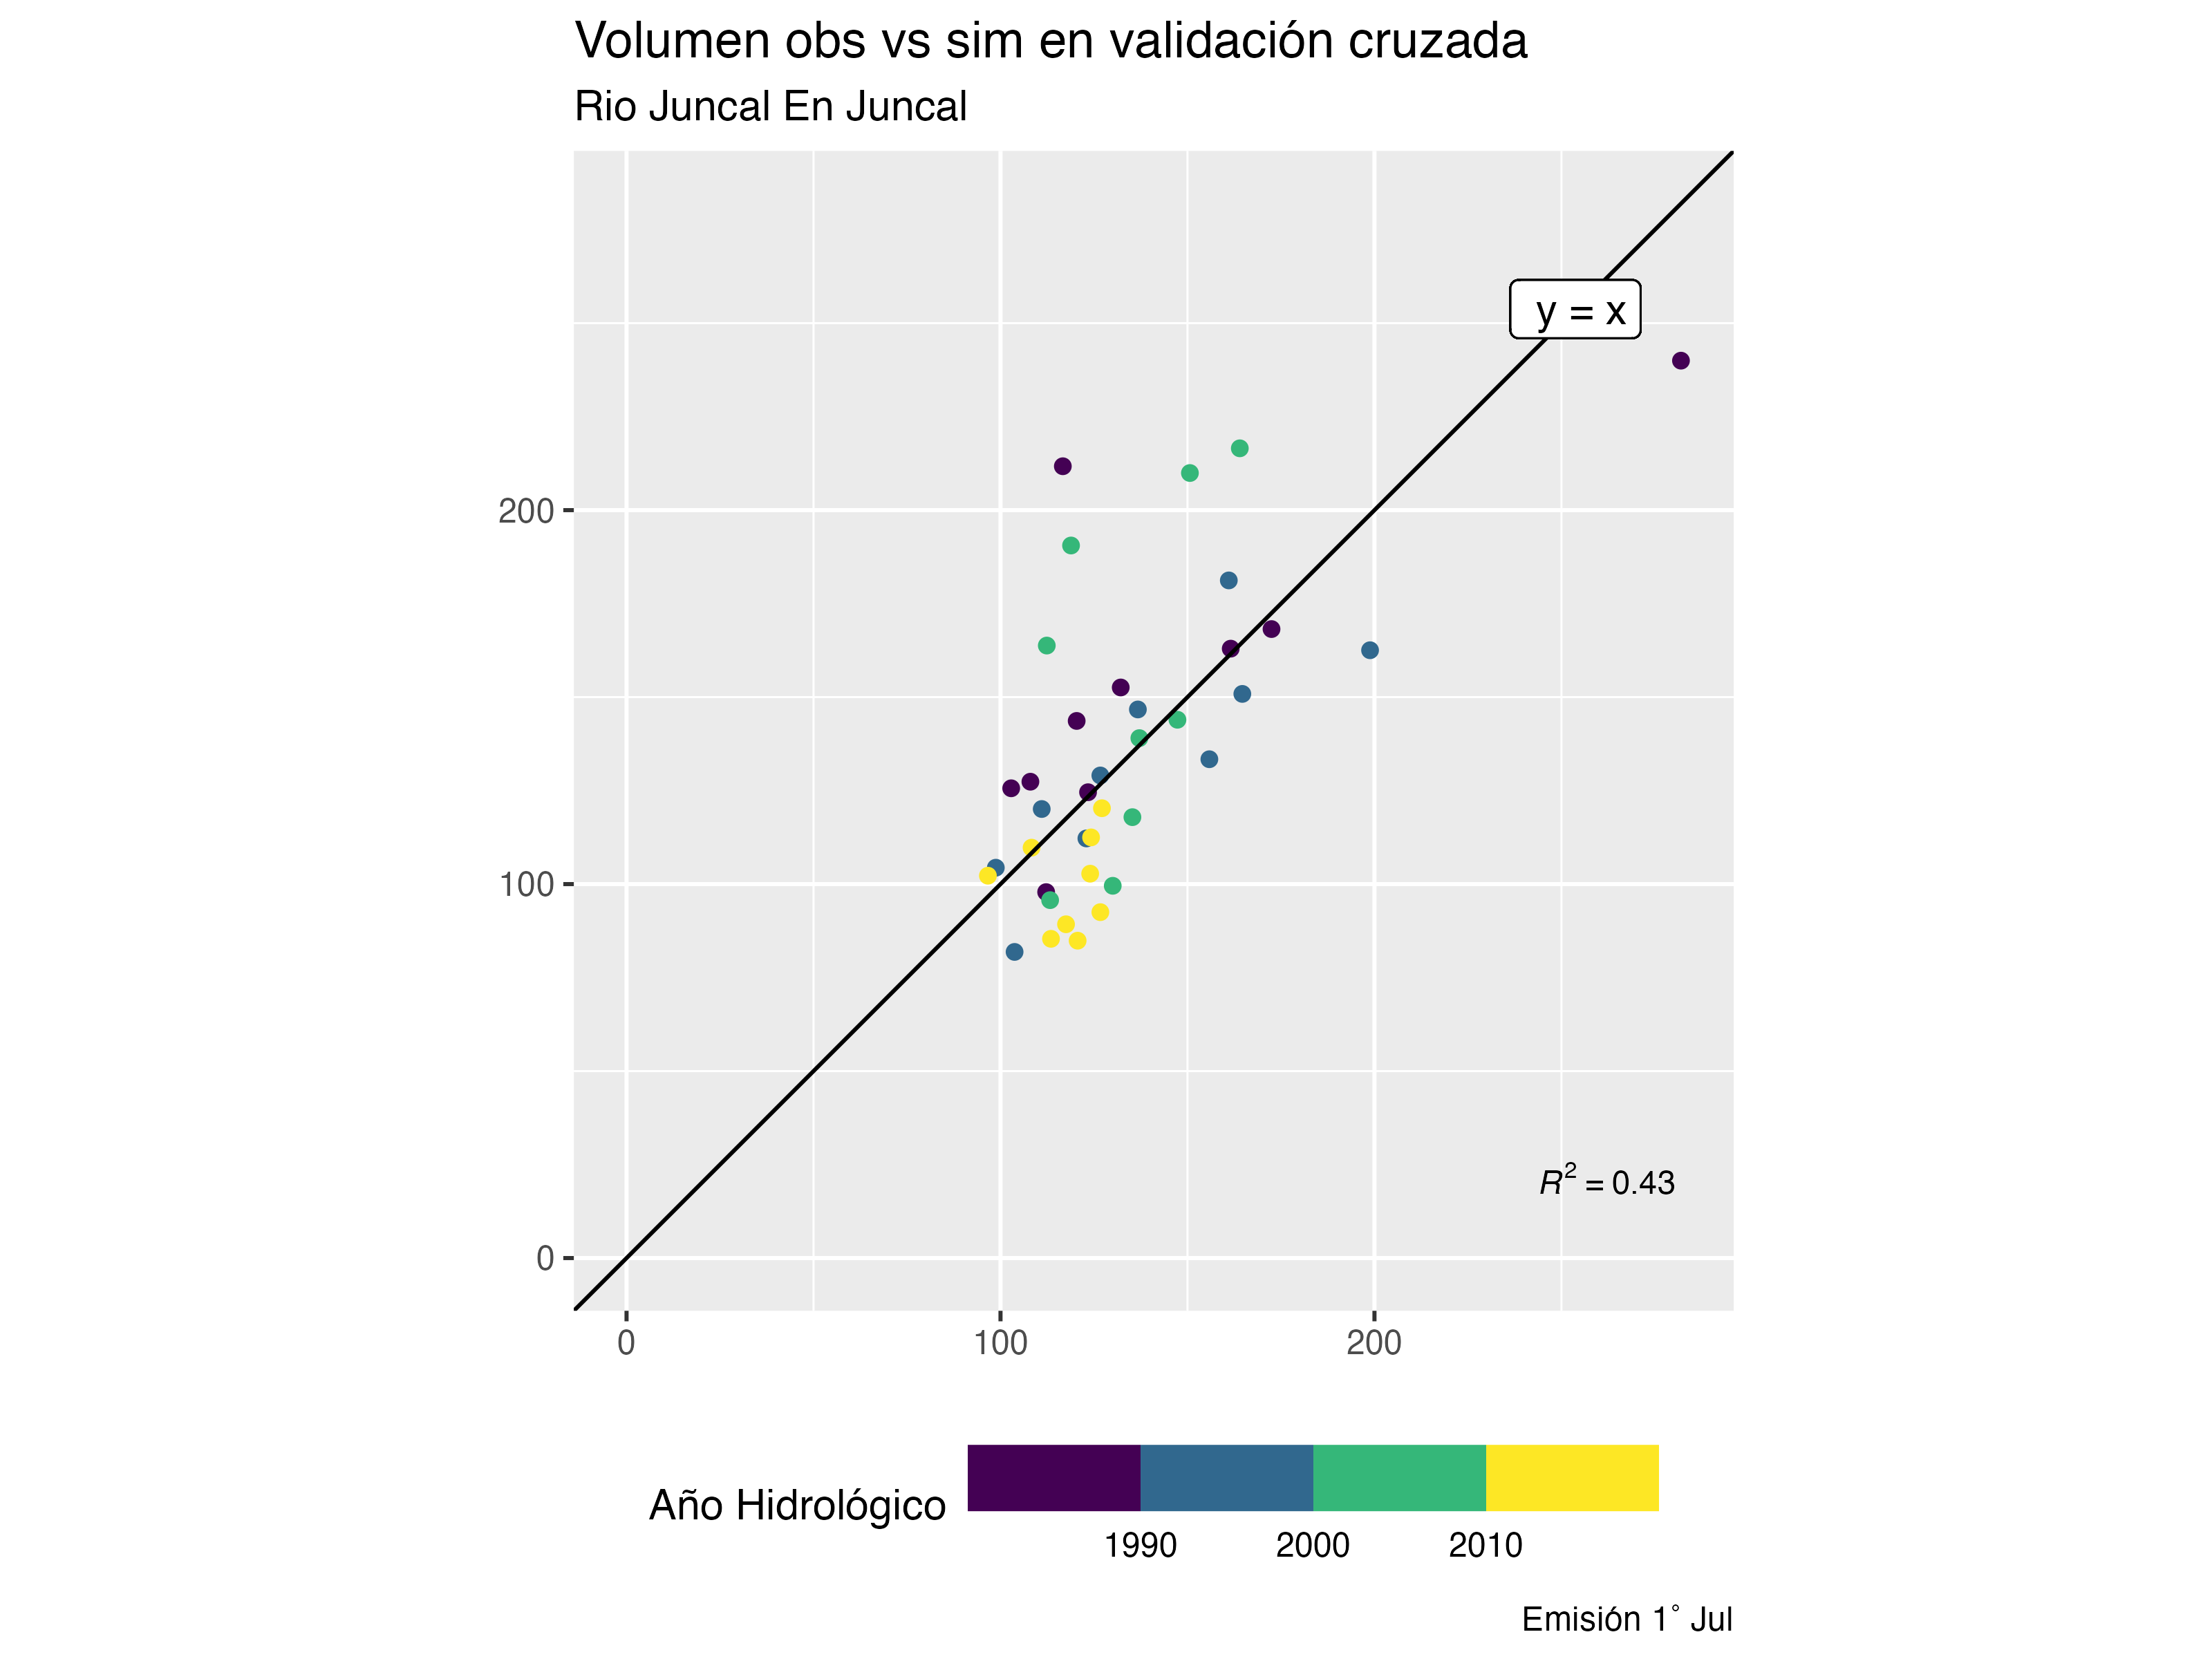 Volumen obs vs sim en validación cruzada
Rio Juncal En Juncal
y = x
200
100
0
R² = 0.43
0 100 200
Año Hidrológico
1990 2000 2010
Emisión 1° Jul